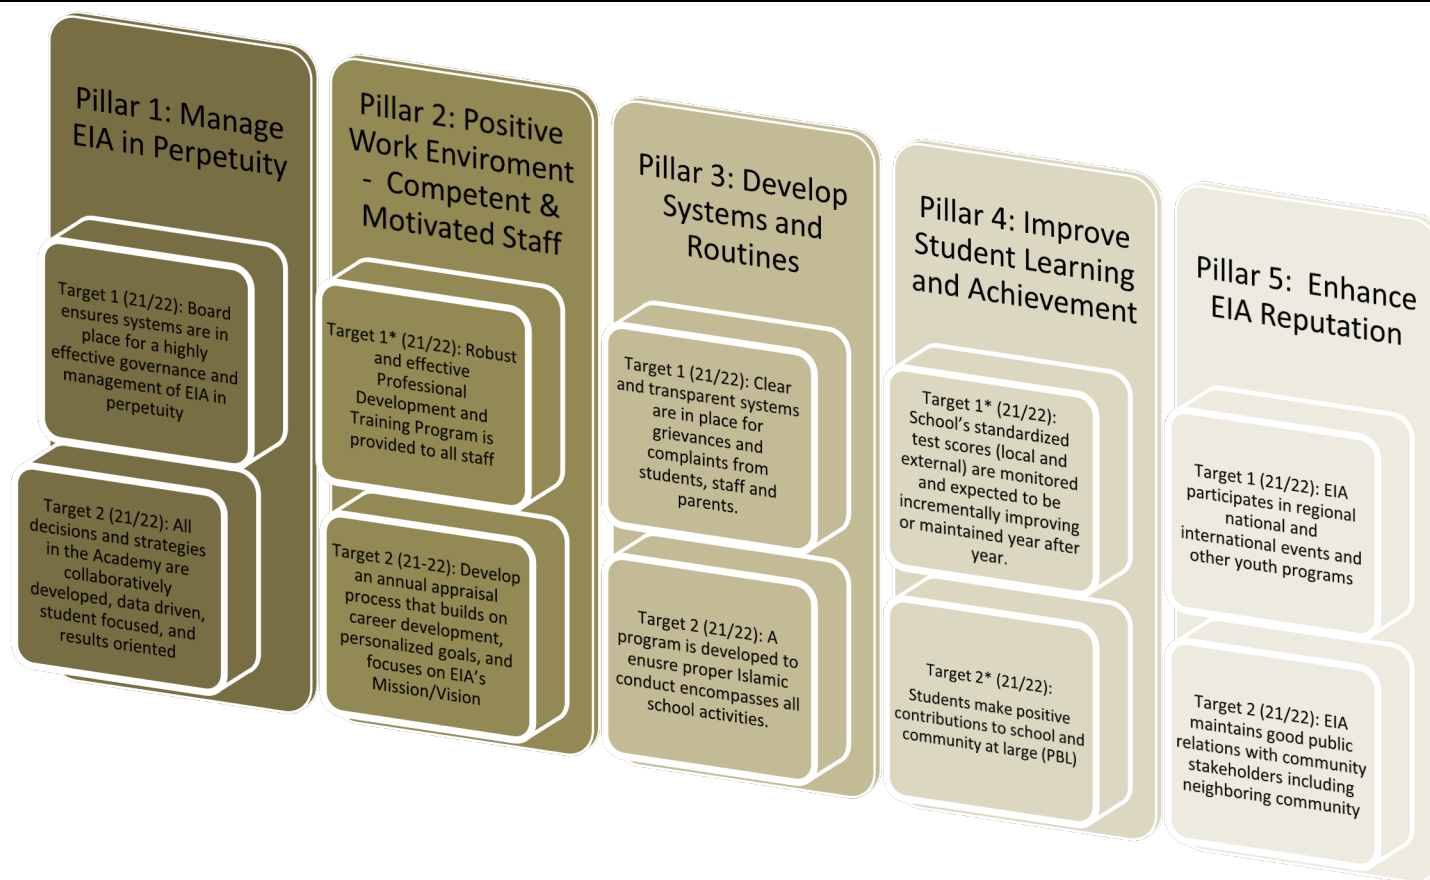 Pillar 1: Manage
EIA in Perpetuity
Target 1 (21/22): Board
ensures systems are in
place for a highly
effective governance and
management of EIA in
perpetuity
Target 2 (21/22): All
decisions and strategies
in the Academy are
collaboratively
developed, data driven,
student focused, and
results oriented
Pillar 2: Positive
Work Enviroment
- Competent &
Motivated Staff
Target 1* (21/22): Robust
and effective
Professional
Development and
Training Program is
provided to all staff
Target 2 (21-22): Develop
an annual appraisal
process that builds on
career development,
personalized goals, and
focuses on EIA’s
Mission/Vision
Pillar 3: Develop
Systems and
Routines
Target 1 (21/22): Clear
and transparent systems
are in place for
grievances and
complaints from
students, staff and
parents.
Target 2 (21/22): A
program is developed to
enusre proper Islamic
conduct encompasses all
school activities.
Pillar 4: Improve
Student Learning
and Achievement
Target 1* (21/22):
School’s standardized
test scores (local and
external) are monitored
and expected to be
incrementally improving
or maintained year after
year.
Target 2* (21/22):
Students make positive
contributions to school and
community at large (PBL)
Pillar 5: Enhance
EIA Reputation
Target 1 (21/22): EIA
participates in regional
national and
international events and
other youth programs
Target 2 (21/22): EIA
maintains good public
relations with community
stakeholders including
neighboring community